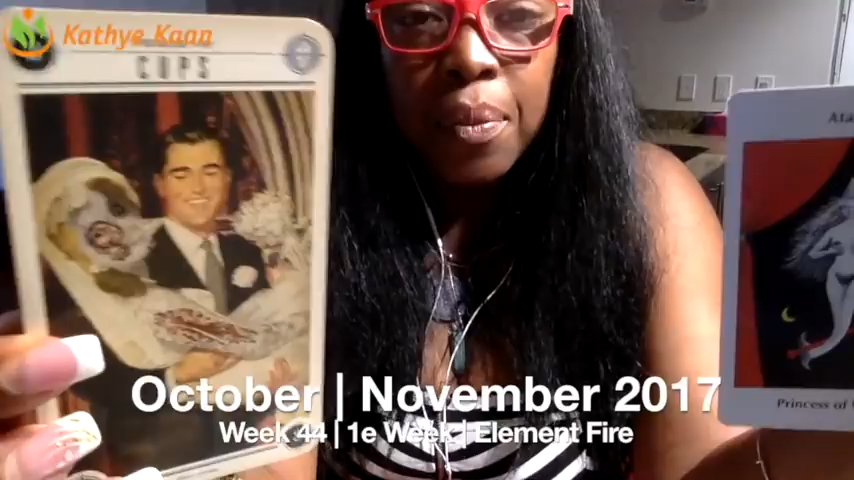 Kathye Kaan
CUPS
Princess of
October | November 2017
Week 44 | 1e Week | Element Fire